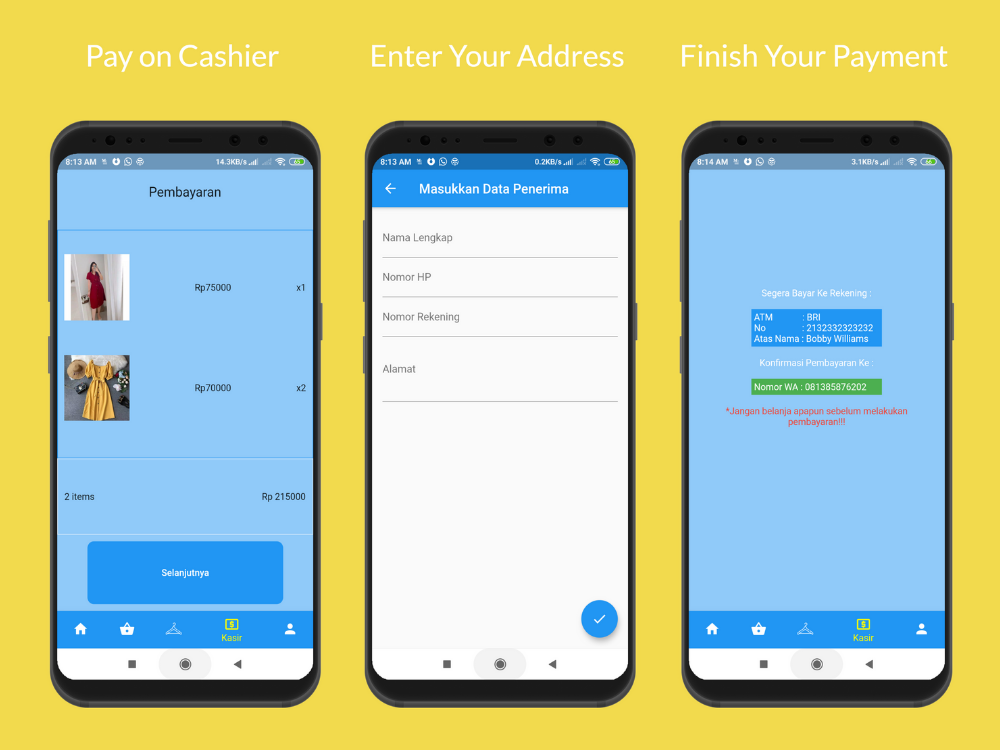 Pay on Cashier
Enter Your Address
Finish Your Payment
8:13 AM
14.3KB/s
65
Pembayaran
Rp75000
x1
Rp70000
x2
2 items
Rp 215000
Selanjutnya
Kasir
8:13 AM
0.2KB/s
65
Masukkan Data Penerima
Nama Lengkap
Nomor HP
Nomor Rekening
Alamat
8:14 AM
3.1KB/s
Segera Bayar Ke Rekening :
ATM : BRI
No : 2132332323232
Atas Nama : Bobby Williams
Konfirmasi Pembayaran Ke :
Nomor WA : 081385876202
*Jangan belanja apapun sebelum melakukan
pembayaran!!!
Kasir